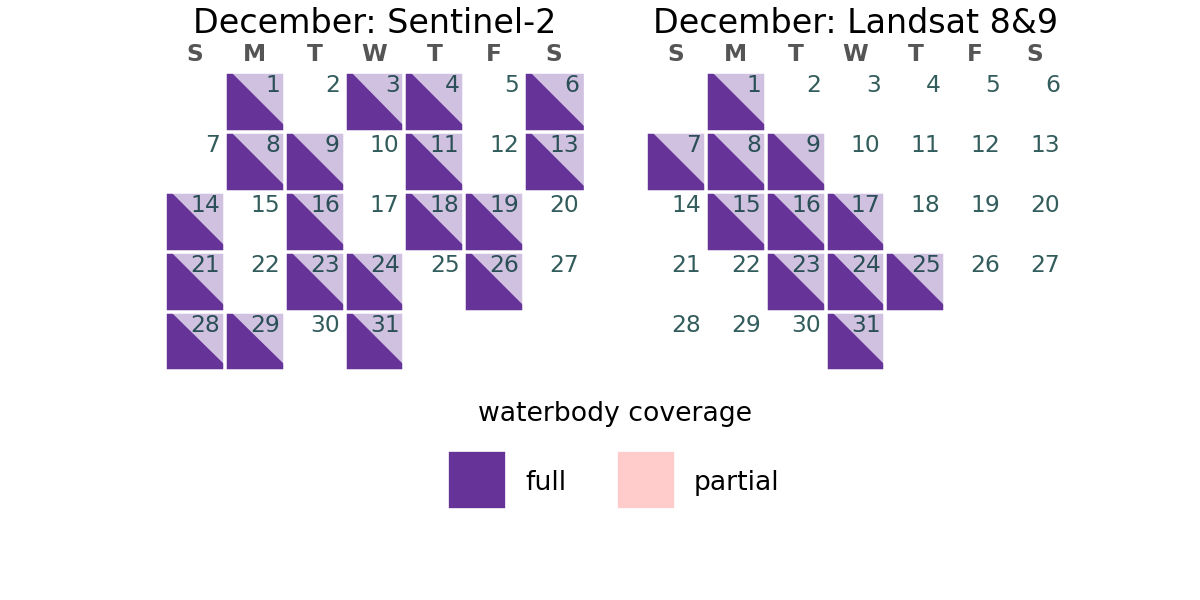 December: Sentinel-2
S M T W T F S
1 2 3 4 5 6
7 8 9 10 11 12 13
14 15 16 17 18 19 20
21 22 23 24 25 26 27
28 29 30 31
December: Landsat 8&9
S M T W T F S
1 2 3 4 5 6
7 8 9 10 11 12 13
14 15 16 17 18 19 20
21 22 23 24 25 26 27
28 29 30 31
waterbody coverage
full partial